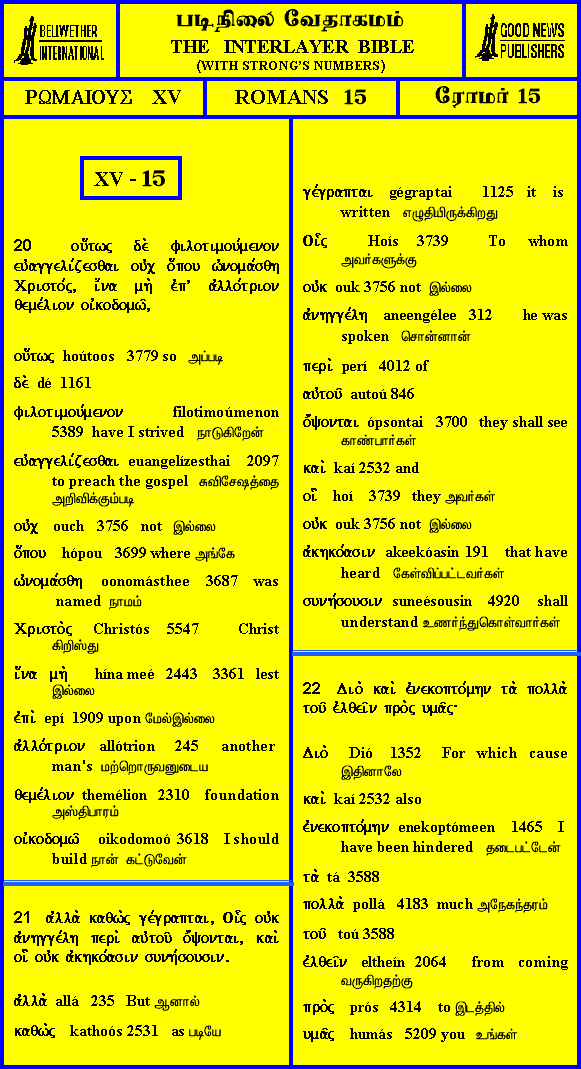 BELLWETHER
INTERNATIONAL
படிநிலை வேதாகமம்
THE INTERLAYER BIBLE
(WITH STRONG'S NUMBERS)
GOOD NEWS
PUBLISHERS
ΡΩΜΑΙΟΥΣ XV
ROMANS 15
ரோமர் 15
XV - 15
20 οὕτως δὲ φιλοτιμούμενον
εὐαγγελίζεσθαι οὐχ ὅπου ὠνομάσθη
Χριστός, ἵνα μὴ ἐπ’ ἀλλότριον
θεμέλιον οἰκοδομῶ,
οὕτως hoútoos 3779 so அப்படி
δὲ dé 1161
φιλοτιμούμενον filotimoúmenon
5389 have I strived நாடுகிறேன்
εὐαγγελίζεσθαι euangelízesthai 2097
to preach the gospel சுவிசேஷத்தை
அறிவிக்கும்படி
οὐχ ouch 3756 not இல்லை
ὅπου hópou 3699 where அங்கே
ὠνομάσθη oonomásthee 3687 was
named நாமம்
Χριστὸς Christós 5547 Christ
கிறிஸ்து
ἵνα μὴ hína meé 2443 3361 lest
இல்லை
ἐπὶ epí 1909 upon மேல்இல்லை
ἀλλότριον allótrion 245 another
man's மற்றொருவனுடைய
θεμέλιον themélion 2310 foundation
அஸ்திபாரம்
οἰκοδομῶ oikodomoó 3618 I should
build நான் கட்டுவேன்
21 ἀλλὰ καθὼς γέγραπται, Οἷς οὐκ
ἀνηγγέλη περὶ αὐτοῦ ὄψονται, καὶ
οἳ οὐκ ἀκηκόασιν συνήσουσιν.
ἀλλὰ allá 235 But ஆனால்
καθὼς kathoós 2531 as படியே
γέγραπται gégraptai 1125 it is
written எழுதியிருக்கிறது
Οἷς Hoís 3739 To whom
அவர்களுக்கு
οὐκ ouk 3756 not இல்லை
ἀνηγγέλη aneengélee 312 he was
spoken சொன்னான்
περὶ perí 4012 of
αὐτοῦ autoú 846
ὄψονται ópsontai 3700 they shall see
காண்பார்கள்
καὶ kaí 2532 and
οἳ hoí 3739 they அவர்கள்
οὐκ ouk 3756 not இல்லை
ἀκηκόασιν akeekóasin 191 that have
heard கேள்விப்பட்டவர்கள்
συνήσουσιν suneésousin 4920 shall
understand உணர்ந்துகொள்வார்கள்
22 Διὸ καὶ ἐνεκοπτόμην τὰ πολλὰ
τοῦ ἐλθεῖν πρὸς υμᾶς·
Διὸ Dió 1352 For which cause
இதினாலே
καὶ kaí 2532 also
ἐνεκοπτόμην enekoptómeen 1465 I
have been hindered தடைபட்டேன்
τὰ tá 3588
πολλὰ pollá 4183 much அநேகந்தரம்
τοῦ toú 3588
ἐλθεῖν eltheín 2064 from coming
வருகிறதற்கு
πρὸς prós 4314 to இடத்தில்
υμᾶς humás 5209 you உங்கள்